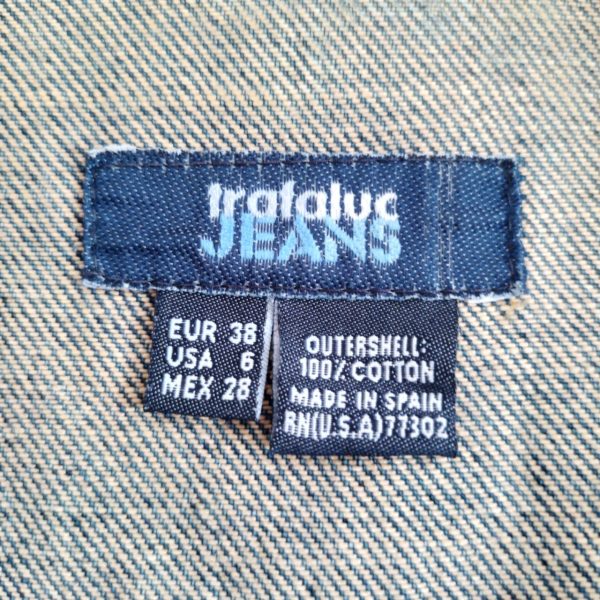 trafaluc
JEANS
EUR 38
USA 6
MEX 28
OUTERSHELL:
100% COTTON
MADE IN SPAIN
RN(U.S.A)77302